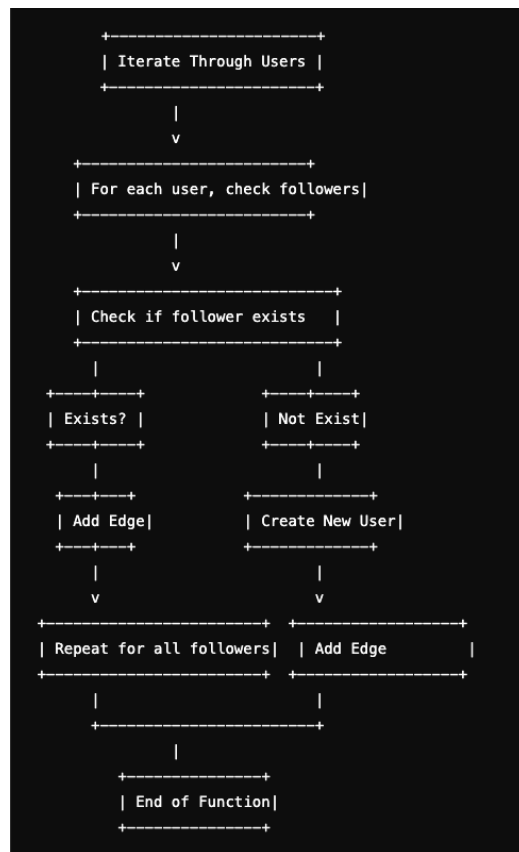 Iterate Through Users
For each user, check followers
Check if follower exists
Exists? Not Exist
Add Edge Create New User
Repeat for all followers Add Edge
End of Function